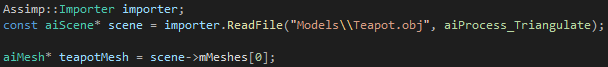 Assimp::Importer importer;
const aiScene* scene = importer.ReadFile("Models\\Teapot.obj", aiProcess_Triangulate);
aiMesh* teapotMesh = scene->mMeshes[0];